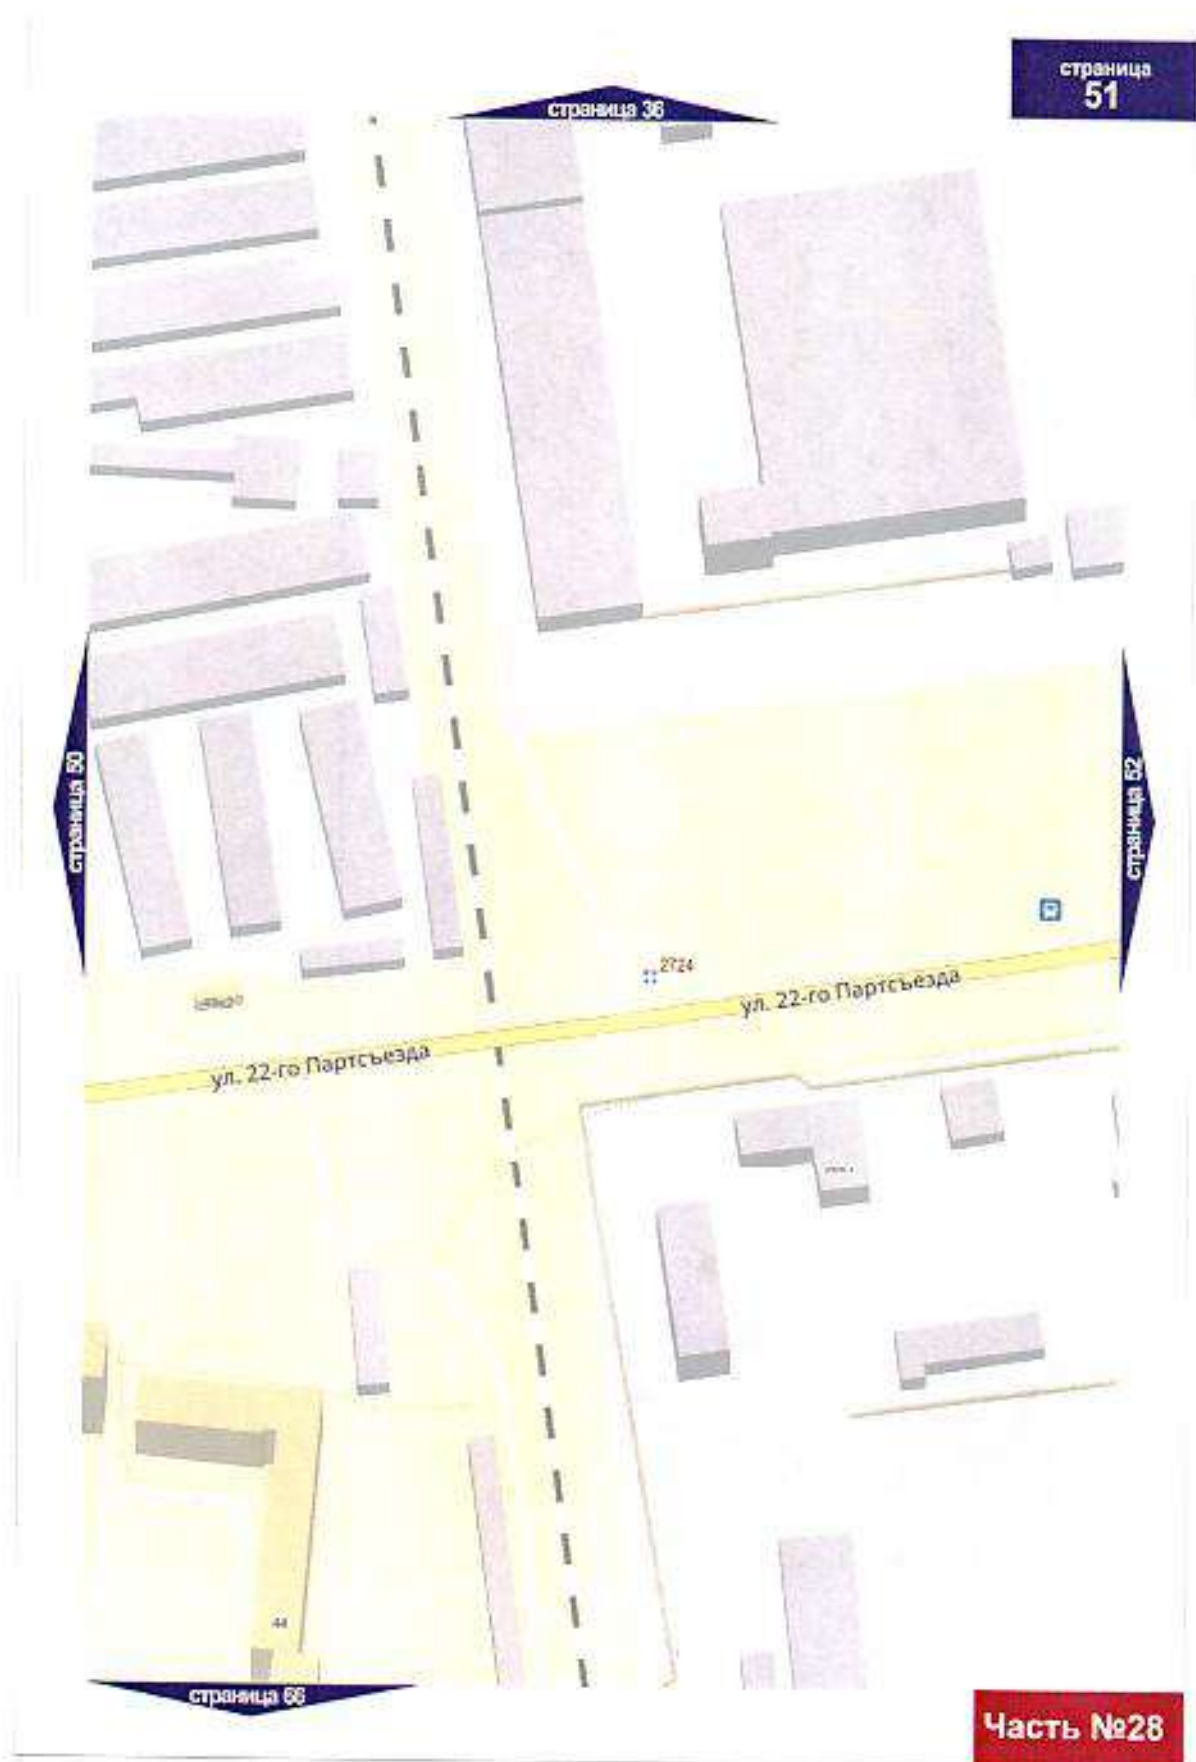 страница
51
страница 36
страница 50
страница 52
2724
ул. 22-го Партсъезда
ул. 22-го Партсъезда
44
страница 66
Часть №28